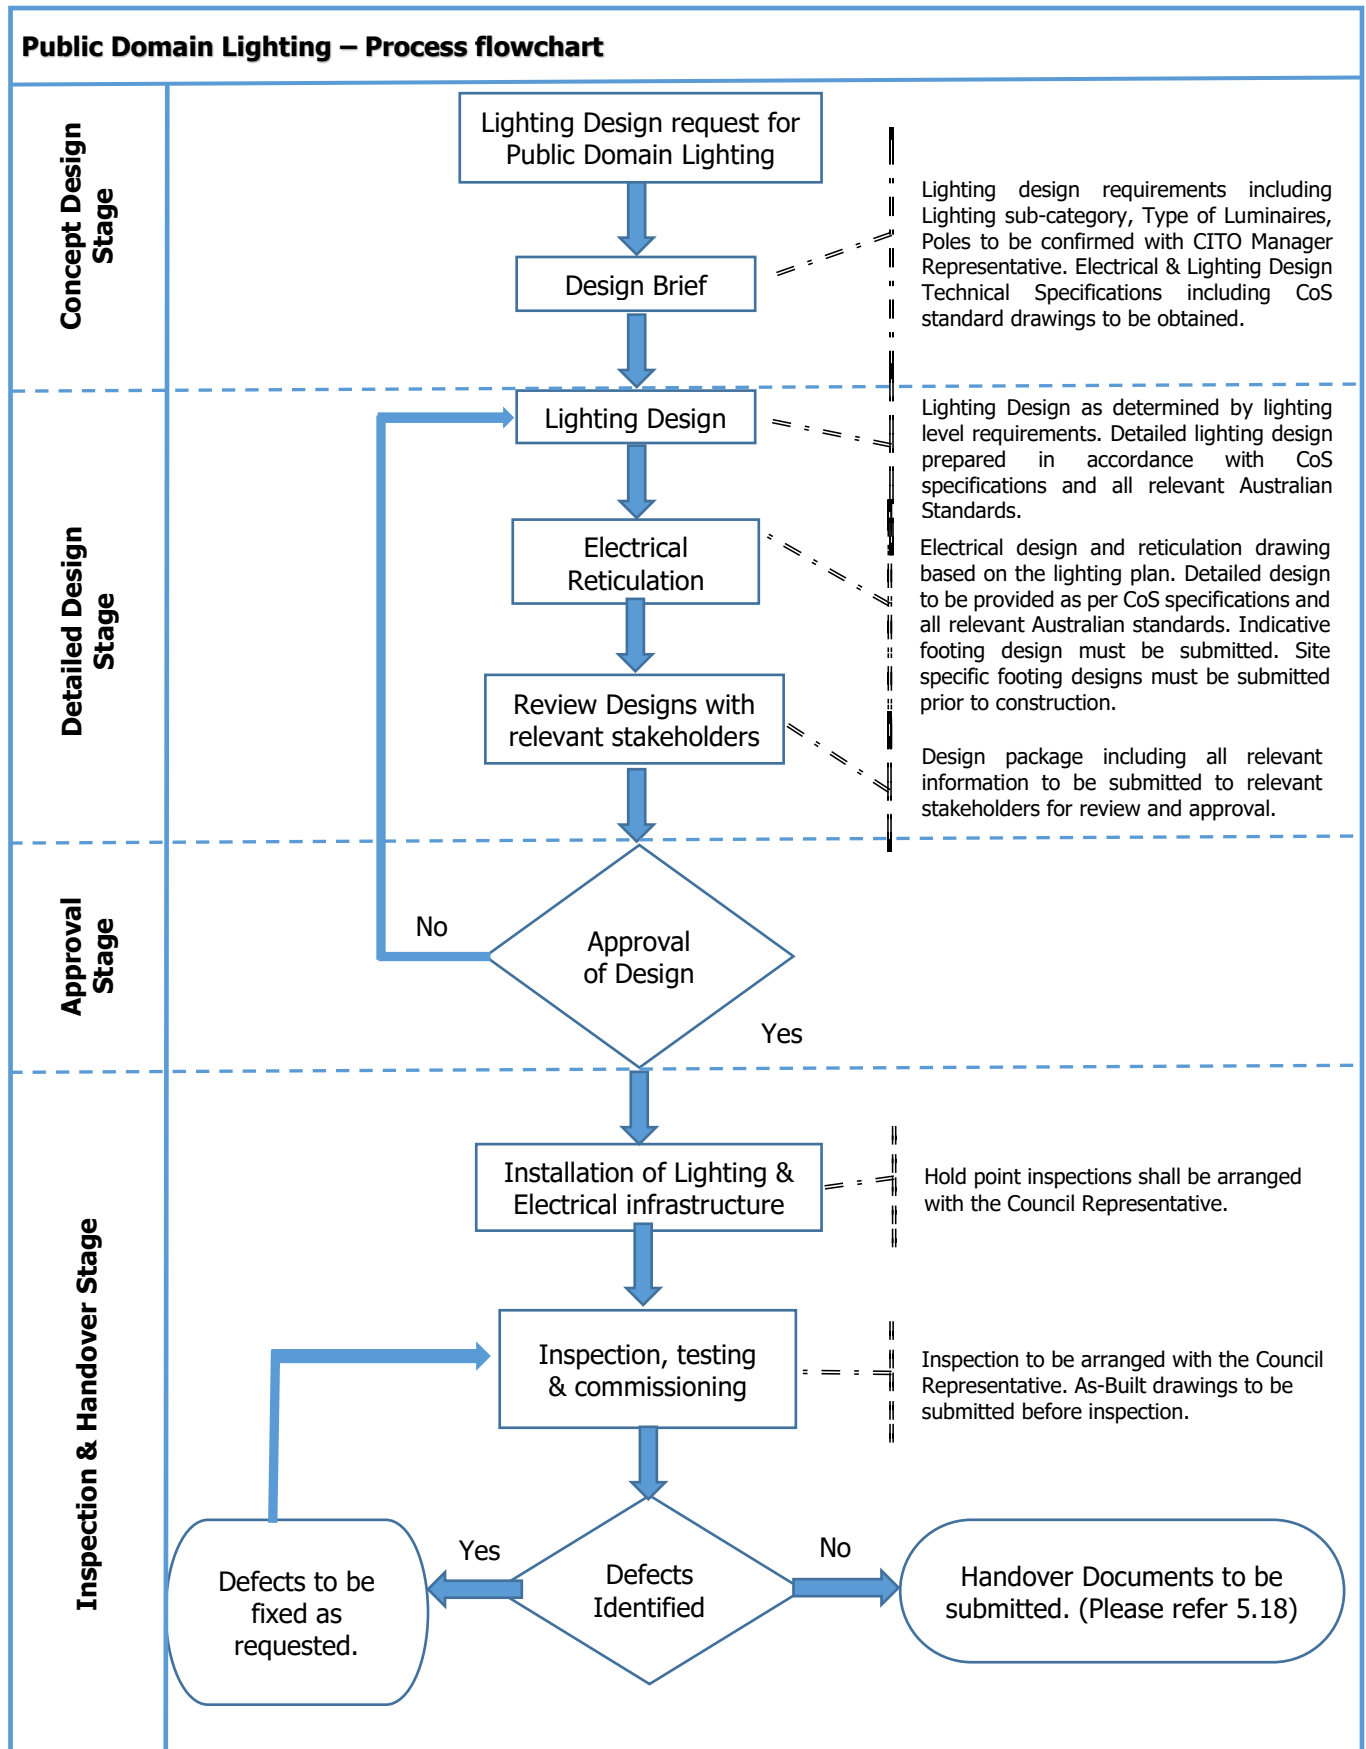 Public Domain Lighting – Process flowchart
Concept Design
Stage
Lighting Design request for
Public Domain Lighting
Design Brief
Lighting design requirements including
Lighting sub-category, Type of Luminaires,
Poles to be confirmed with CITO Manager
Representative. Electrical & Lighting Design
Technical Specifications including CoS
standard drawings to be obtained.
Detailed Design
Stage
Lighting Design
Lighting Design as determined by lighting
level requirements. Detailed lighting design
prepared in accordance with CoS
specifications and all relevant Australian
Standards.
Electrical
Reticulation
Electrical design and reticulation drawing
based on the lighting plan. Detailed design
to be provided as per CoS specifications and
all relevant Australian standards. Indicative
footing design must be submitted. Site
specific footing designs must be submitted
prior to construction.
Review Designs with
relevant stakeholders
Design package including all relevant
information to be submitted to relevant
stakeholders for review and approval.
Approval
Stage
No
Approval
of Design
Yes
Inspection & Handover Stage
Installation of Lighting &
Electrical infrastructure
Hold point inspections shall be arranged
with the Council Representative.
Inspection, testing
& commissioning
Inspection to be arranged with the Council
Representative. As-Built drawings to be
submitted before inspection.
Defects to be
fixed as
requested.
Yes
Defects
Identified
No
Handover Documents to be
submitted. (Please refer 5.18)